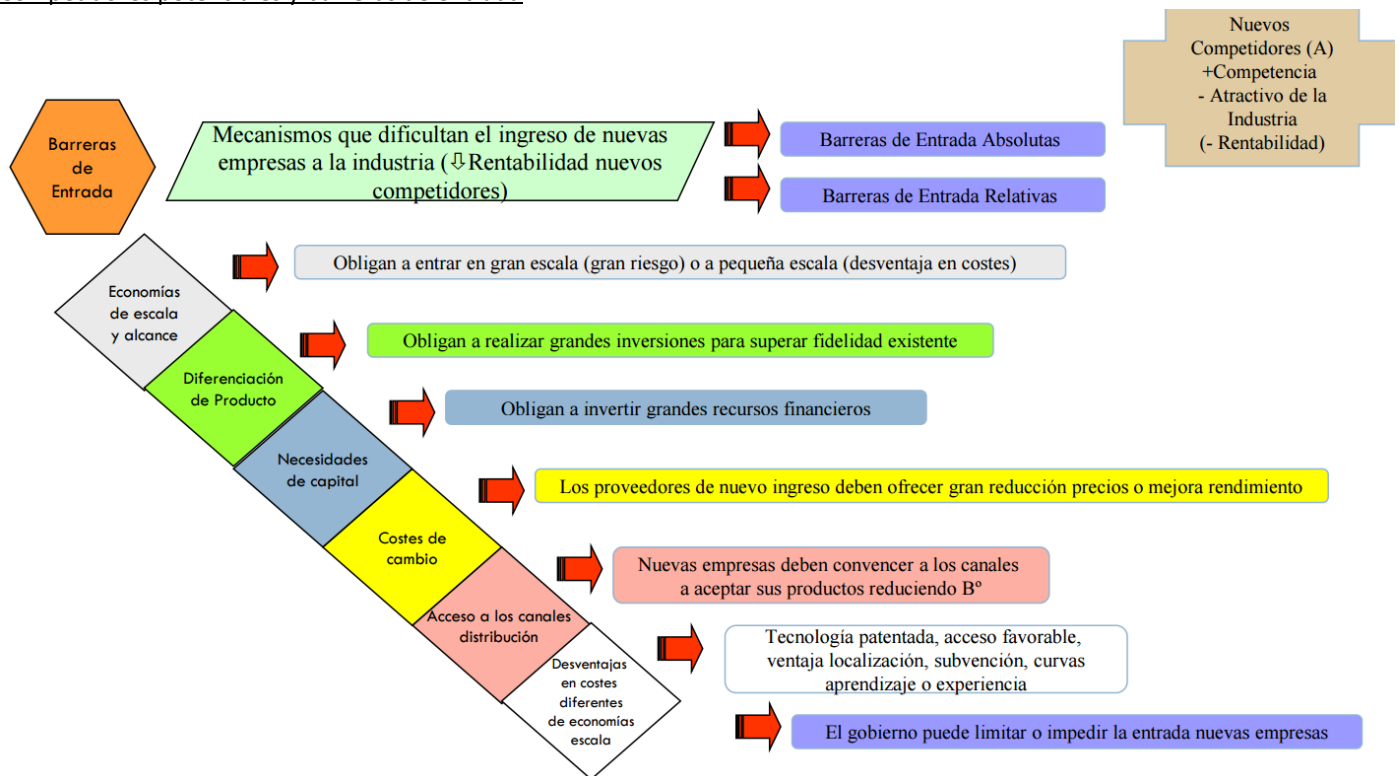 Nuevos
Competidores (A)
+Competencia
- Atractivo de la
Industria
(- Rentabilidad)
Barreras
de
Entrada
Mecanismos que dificultan el ingreso de nuevas
empresas a la industria (⇩Rentabilidad nuevos
competidores)
Barreras de Entrada Absolutas
Barreras de Entrada Relativas
Economías
de escala
y alcance
Obligan a entrar en gran escala (gran riesgo) o a pequeña escala (desventaja en costes)
Diferenciación
de Producto
Obligan a realizar grandes inversiones para superar fidelidad existente
Necesidades
de capital
Obligan a invertir grandes recursos financieros
Costes de
cambio
Los proveedores de nuevo ingreso deben ofrecer gran reducción precios o mejora rendimiento
Acceso a los canales
distribución
Nuevas empresas deben convencer a los canales
a aceptar sus productos reduciendo Bº
Desventajas
en costes
diferentes
de economías
escala
Tecnología patentada, acceso favorable,
ventaja localización, subvención, curvas
aprendizaje o experiencia
El gobierno puede limitar o impedir la entrada nuevas empresas